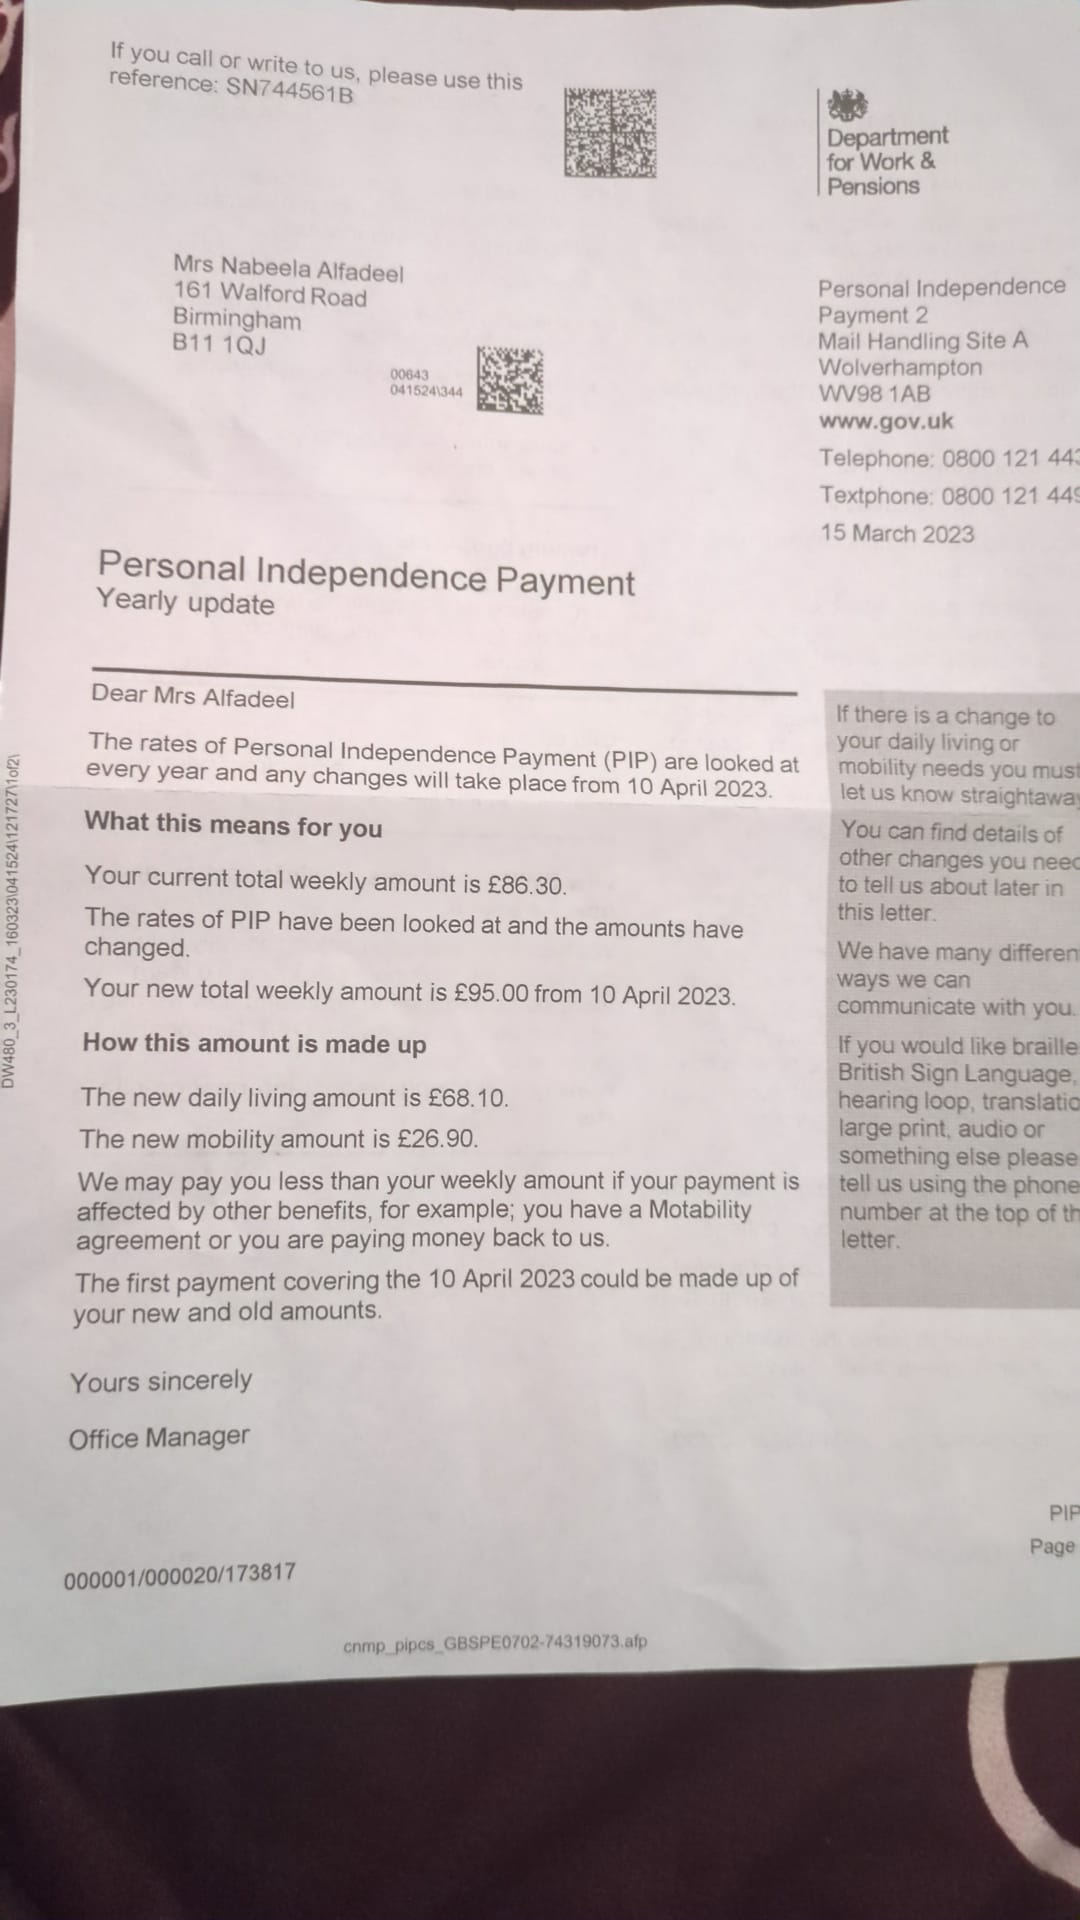 If you call or write to us, please use this
reference: SN744561B
Department
for Work &
Pensions
Mrs Nabeela Alfadeel
161 Walford Road
Birmingham
B11 1QJ
00643
041524\344
Personal Independence
Payment 2
Mail Handling Site A
Wolverhampton
WV98 1AB
www.gov.uk
Telephone: 0800 121 443
Textphone: 0800 121 449
15 March 2023
Personal Independence Payment
Yearly update
Dear Mrs Alfadeel
The rates of Personal Independence Payment (PIP) are looked at
every year and any changes will take place from 10 April 2023.
What this means for you
Your current total weekly amount is £86.30.
The rates of PIP have been looked at and the amounts have
changed.
Your new total weekly amount is £95.00 from 10 April 2023.
How this amount is made up
The new daily living amount is £68.10.
The new mobility amount is £26.90.
We may pay you less than your weekly amount if your payment is
affected by other benefits, for example; you have a Motability
agreement or you are paying money back to us.
The first payment covering the 10 April 2023 could be made up of
your new and old amounts.
Yours sincerely
Office Manager
If there is a change to
your daily living or
mobility needs you must
let us know straightaway
You can find details of
other changes you need
to tell us about later in
this letter.
We have many differen
ways we can
communicate with you.
If you would like braille
British Sign Language,
hearing loop, translatio
large print, audio or
something else please
tell us using the phone
number at the top of th
letter.
DW480_3_L230174_160323\041524\121727\1of2\
PIP
Page
000001/000020/173817
cnmp_pipcs_GBSPE0702-74319073.afp